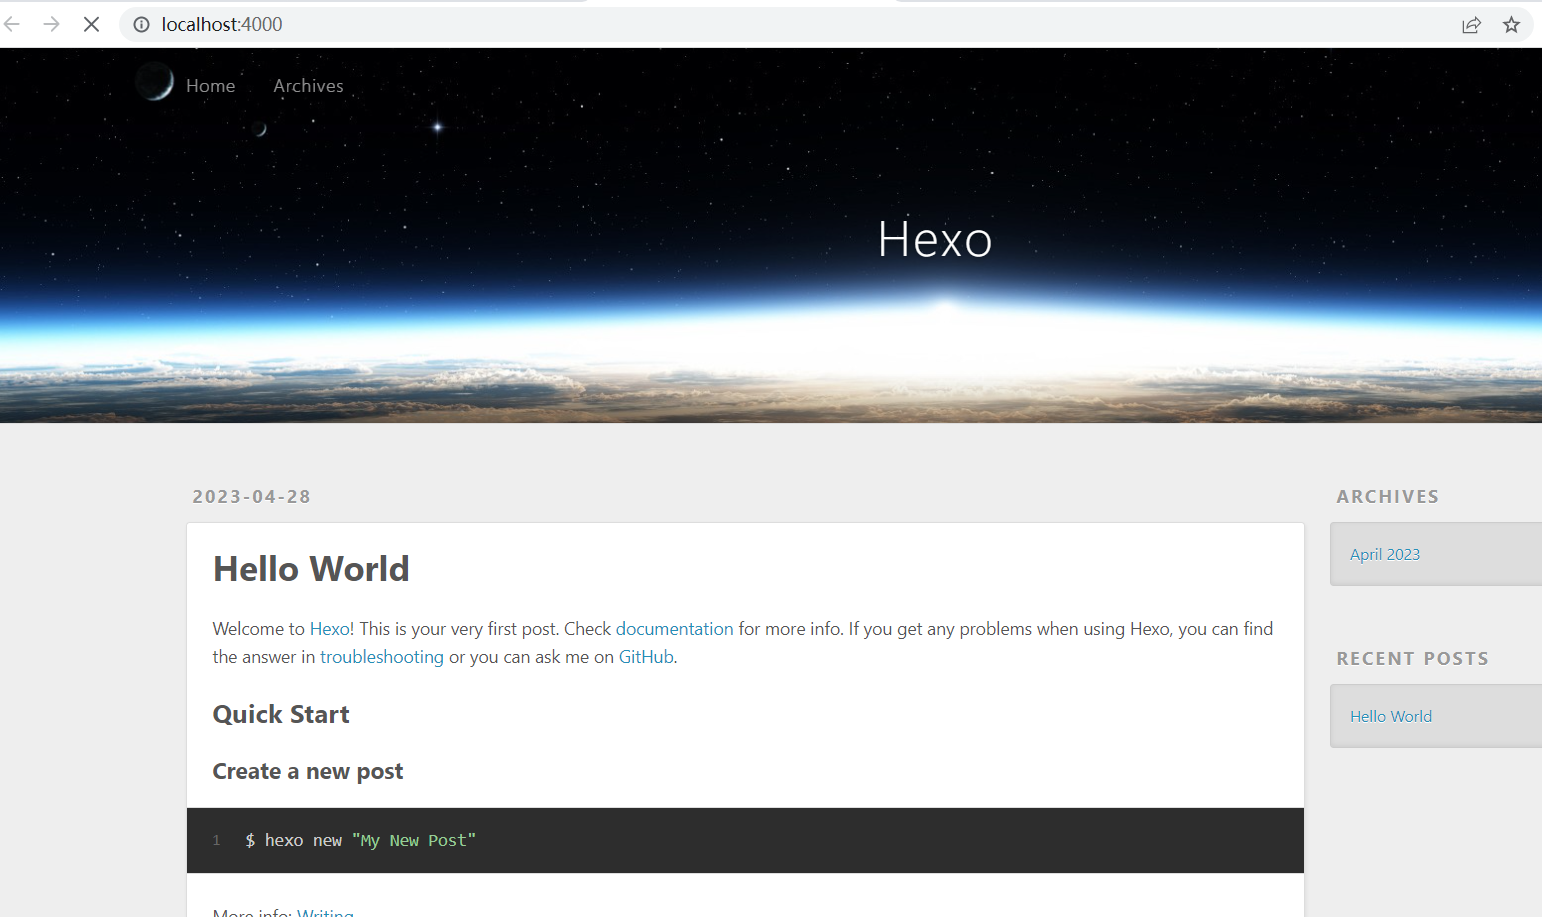 localhost:4000
Home Archives
Hexo
2023-04-28
Hello World
Welcome to Hexo! This is your very first post. Check documentation for more info. If you get any problems when using Hexo, you can find
the answer in troubleshooting or you can ask me on GitHub.
Quick Start
Create a new post
1 $ hexo new "My New Post"
More info: Writing
ARCHIVES
April 2023
RECENT POSTS
Hello World